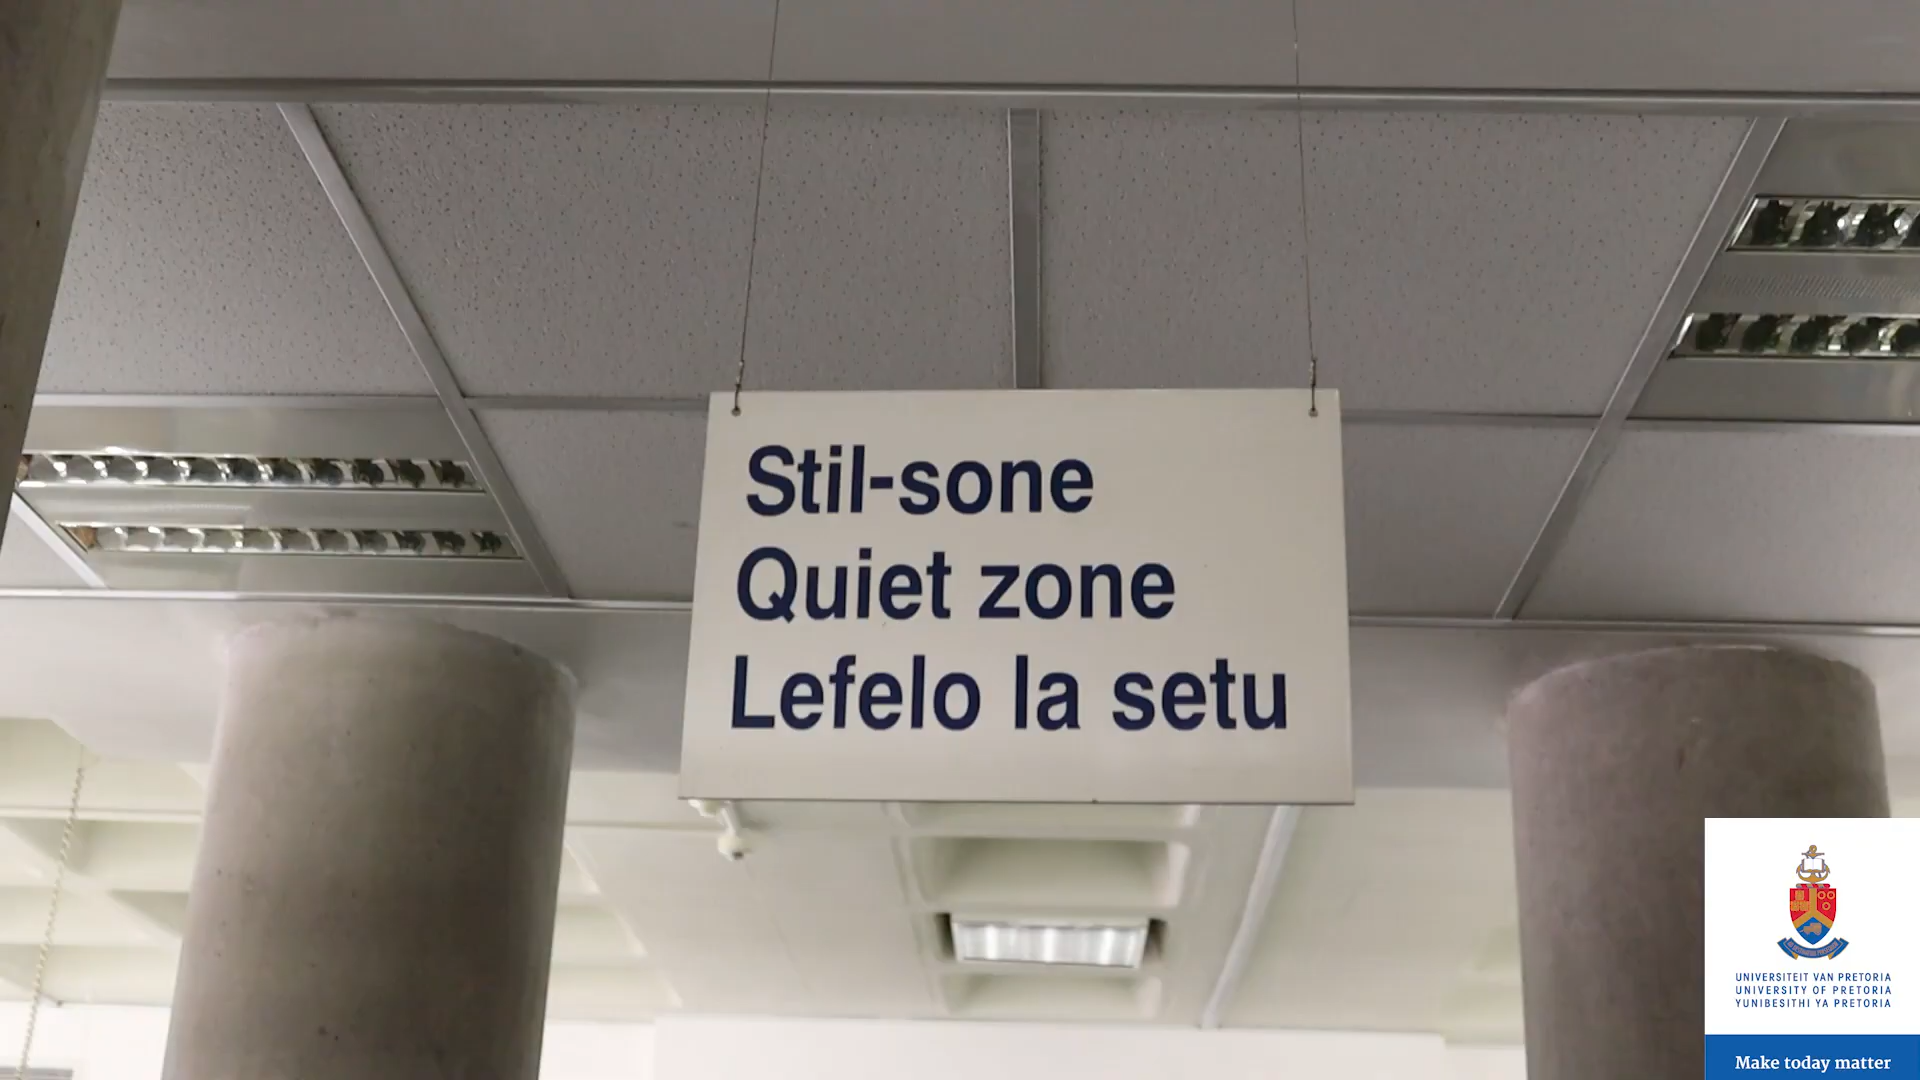 Stil-sone
Quiet zone
Lefelo la setu
UNIVERSITEIT VAN PRETORIA
UNIVERSITY OF PRETORIA
YUNIBESITHI YA PRETORIA
Make today matter